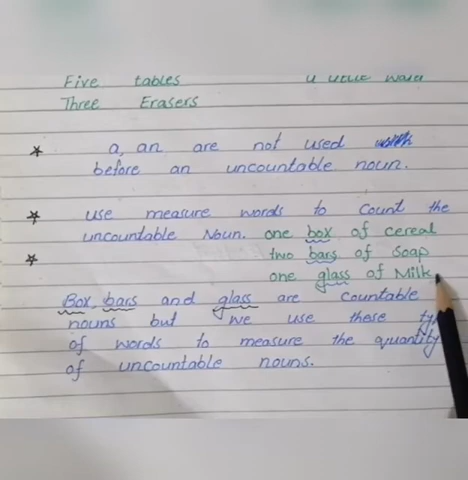 Five tables
Three Erasers
a, an are not used
before an uncountable noun.
use measure words to count the
uncountable Noun. one box of cereal
two bars of Soap
one glass of Milk
Box, bars and glass are countable
nouns but we use these ty
of words to measure the quantity
of uncountable nouns.